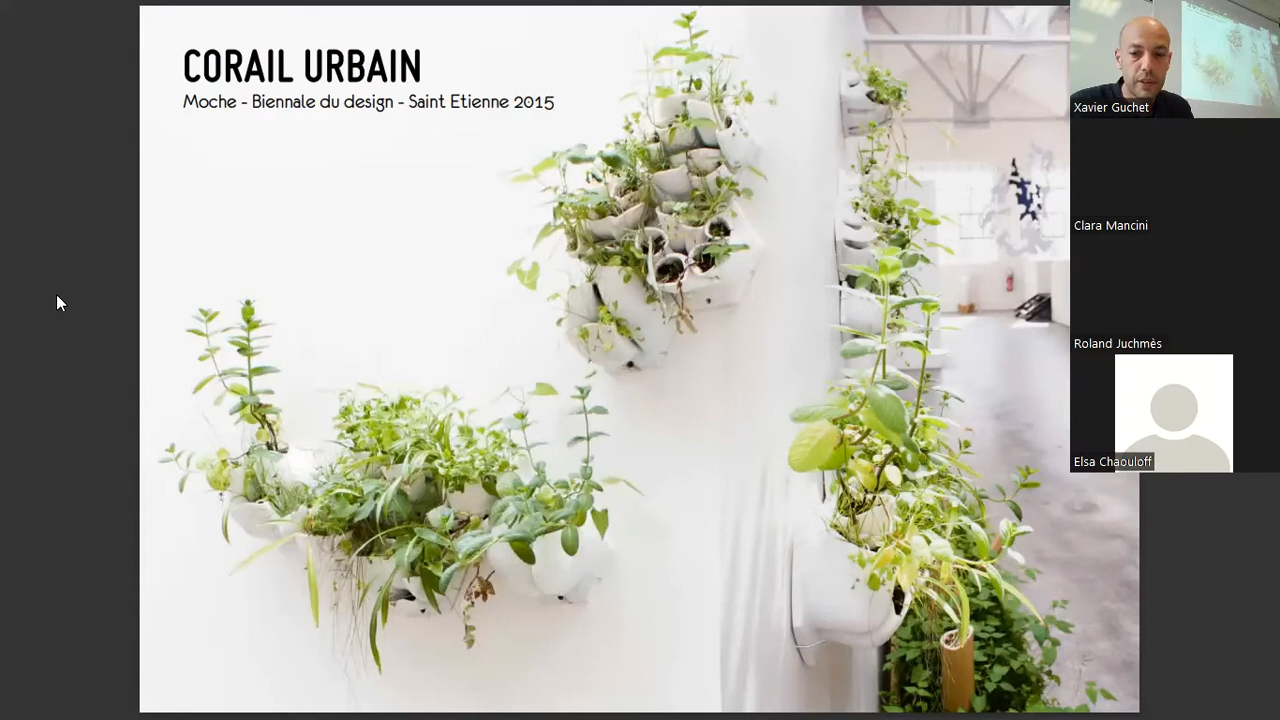 CORAIL URBAIN
Moche - Biennale du design - Saint Etienne 2015
Xavier Guchet
Clara Mancini
Roland Juchmès
Elsa Chaouloff